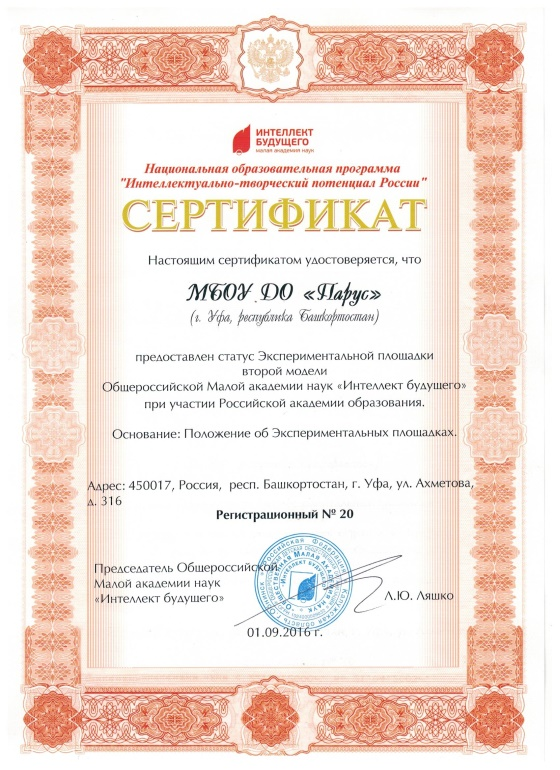 ИНТЕЛЛЕКТ
БУДУЩЕГО
малая академия наук
Национальная образовательная программа
"Интеллектуально-творческий потенциал России"
СЕРТИФИКАТ
Настоящим сертификатом удостоверяется, что
МБОУ ДО «Парус»
(г. Уфа, республика Башкортостан)
предоставлен статус Экспериментальной площадки
второй модели
Общероссийской Малой академии наук «Интеллект будущего»
при участии Российской академии образования.
Основание: Положение об Экспериментальных площадках.
Адрес: 450017, Россия, респ. Башкортостан, г. Уфа, ул. Ахметова,
д. 316
Регистрационный № 20
Председатель Общероссийской
Малой академии наук
«Интеллект будущего»
Л.Ю. Ляшко
01.09.2016 г.